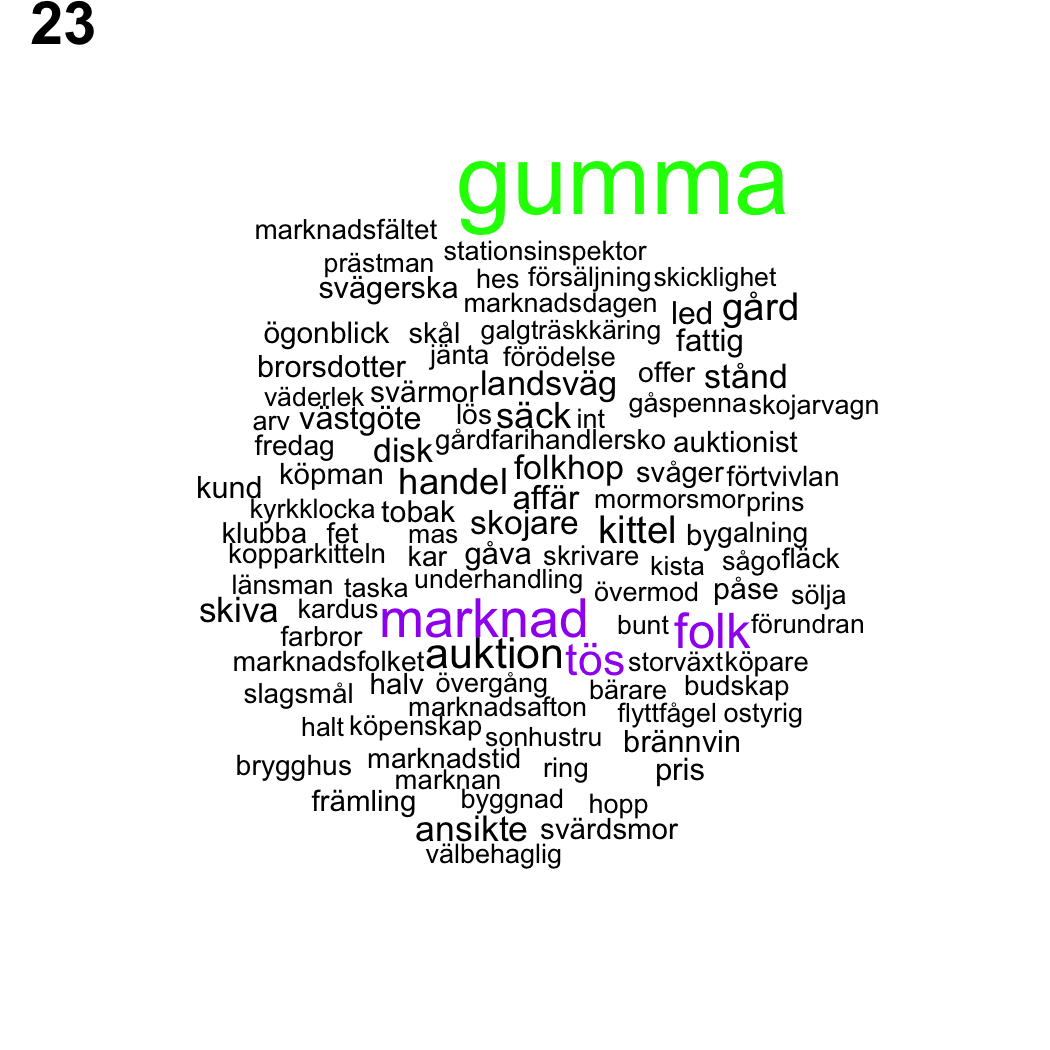 23
gumma
marknadsfältet
stationsinspektor
prästman hes försäljning skicklighet
svägerska marknadsdagen led gård
ögonblick skål galgträskkäring fattig
brorsdotter jänta förödelse
väderlek svärmor landsväg offer stånd
arv västgöte lös säck int gåspenna skojarvagn
fredag disk gårdfarihandlersko auktionist
köpman handel folkhop svåger förtvivlan
kund affär mormorsmor prins
kyrkklocka tobak skojare kittel by galning
klubba fet mas
kopparkitteln kar gåva skrivare kista sågo fläck
länsman taska underhandling övermod påse sölja
skiva kardus marknad bunt folk förundran
farbror auktion tös
marknadsfolket storväxt köpare
slagsmål halv övergång bärare budskap
marknadsafton flyttfågel ostyrig
halt köpenskap sonhustru brännvin
brygghus marknadstid ring pris
marknan
främling byggnad hopp
ansikte svärdsmor
välbehaglig